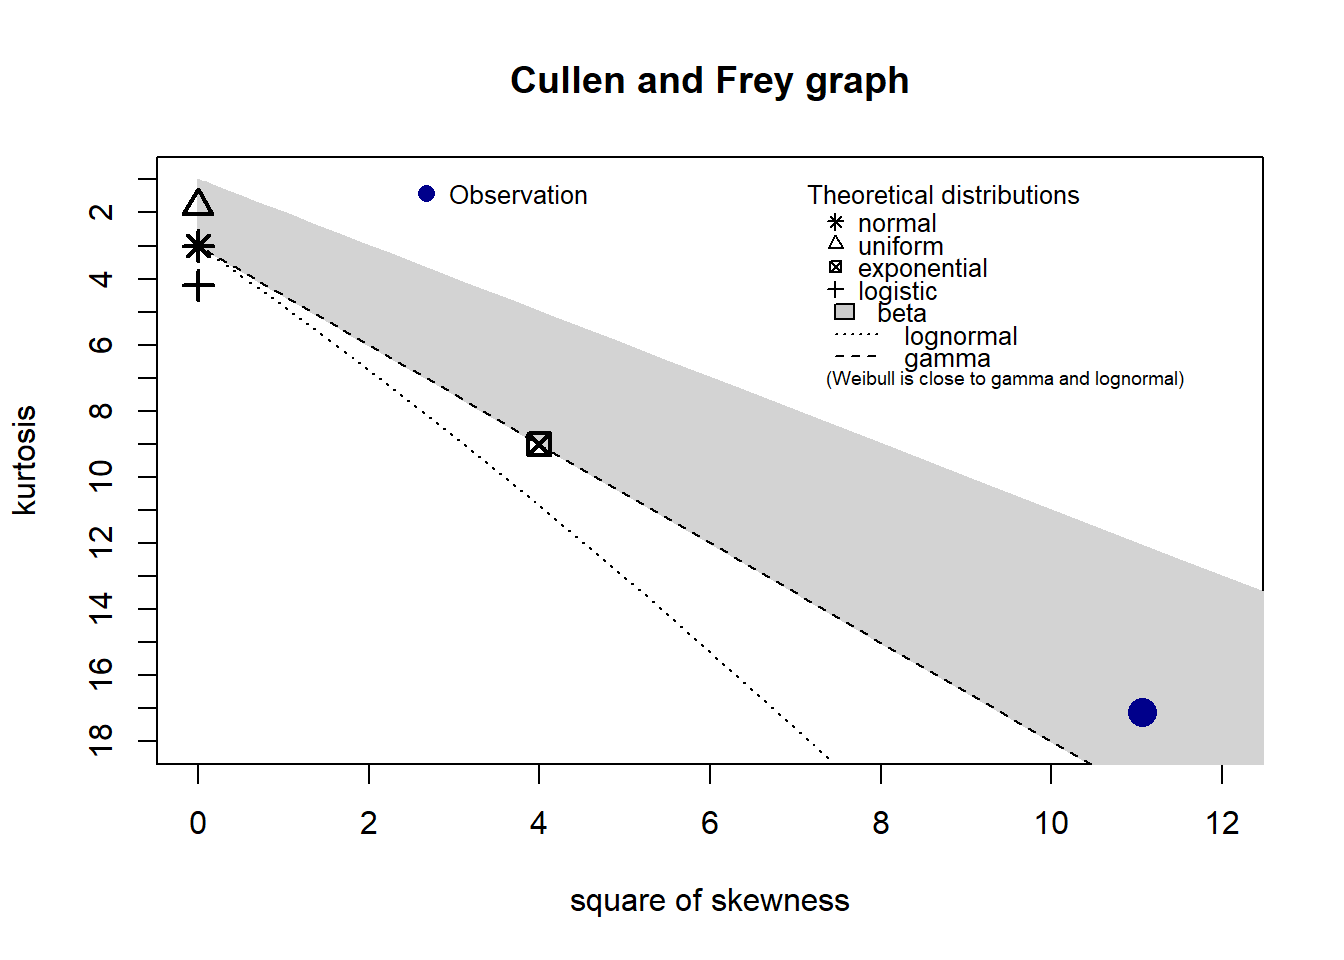 Cullen and Frey graph
Observation
Theoretical distributions
normal
uniform
exponential
logistic
beta
lognormal
gamma
(Weibull is close to gamma and lognormal)
kurtosis
2
4
6
8
10
12
14
16
18
0 2 4 6 8 10 12
square of skewness